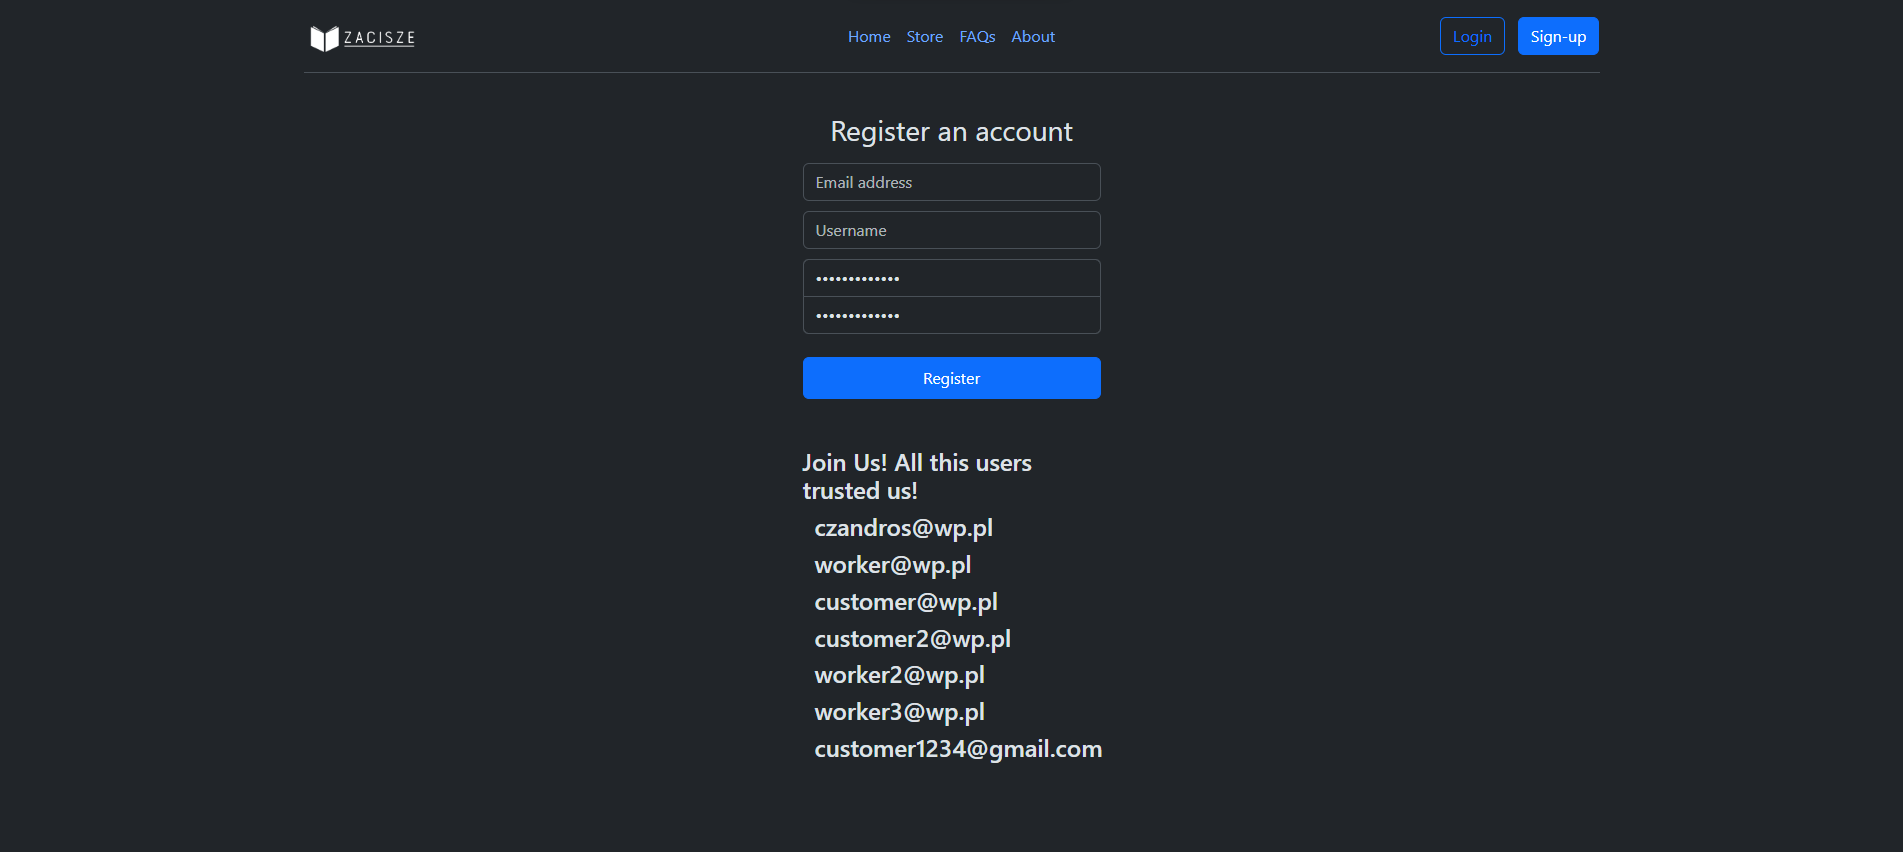 ZACISZE
Home Store FAQs About
Login Sign-up
Register an account
Email address
Username
•••••••••••••
•••••••••••••
Register
Join Us! All this users
trusted us!
czandros@wp.pl
worker@wp.pl
customer@wp.pl
customer2@wp.pl
worker2@wp.pl
worker3@wp.pl
customer1234@gmail.com